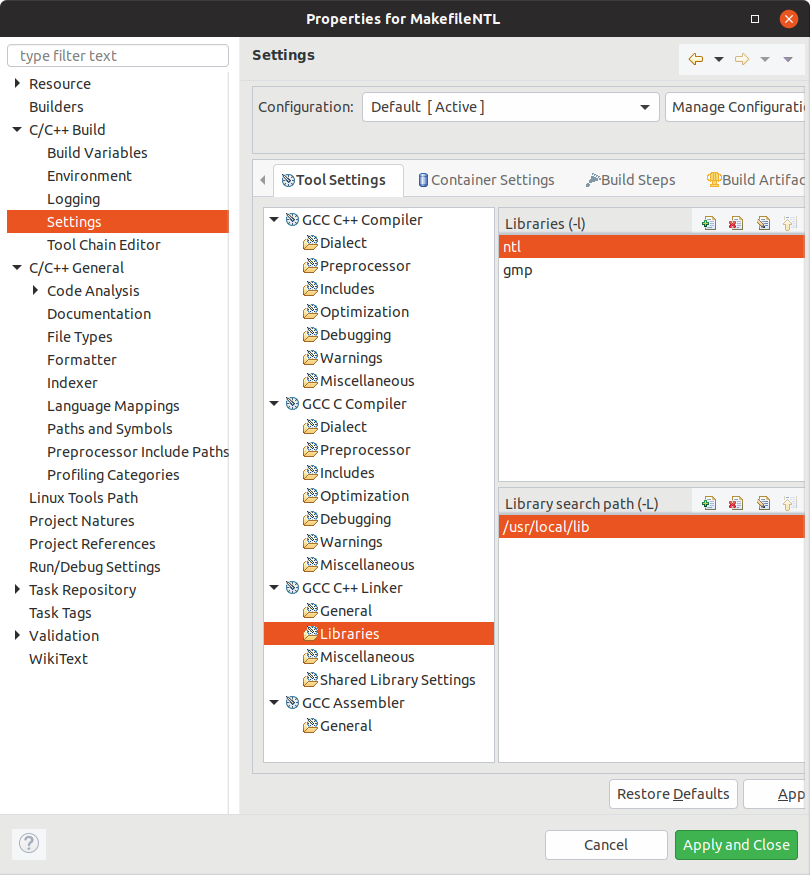 Properties for MakefileNTL
type filter text
Resource
Builders
C/C++ Build
Build Variables
Environment
Logging
Settings
Tool Chain Editor
C/C++ General
Code Analysis
Documentation
File Types
Formatter
Indexer
Language Mappings
Paths and Symbols
Preprocessor Include Paths
Profiling Categories
Linux Tools Path
Project Natures
Project References
Run/Debug Settings
Task Repository
Task Tags
Validation
WikiText
Settings
Configuration: Default [ Active ] Manage Configurati
Tool Settings Container Settings Build Steps Build Artifac
GCC C++ Compiler
Dialect
Preprocessor
Includes
Optimization
Debugging
Warnings
Miscellaneous
GCC C Compiler
Dialect
Preprocessor
Includes
Optimization
Debugging
Warnings
Miscellaneous
GCC C++ Linker
General
Libraries
Miscellaneous
Shared Library Settings
GCC Assembler
General
Libraries (-l)
ntl
gmp
Library search path (-L)
/usr/local/lib
Restore Defaults App
? Cancel Apply and Close